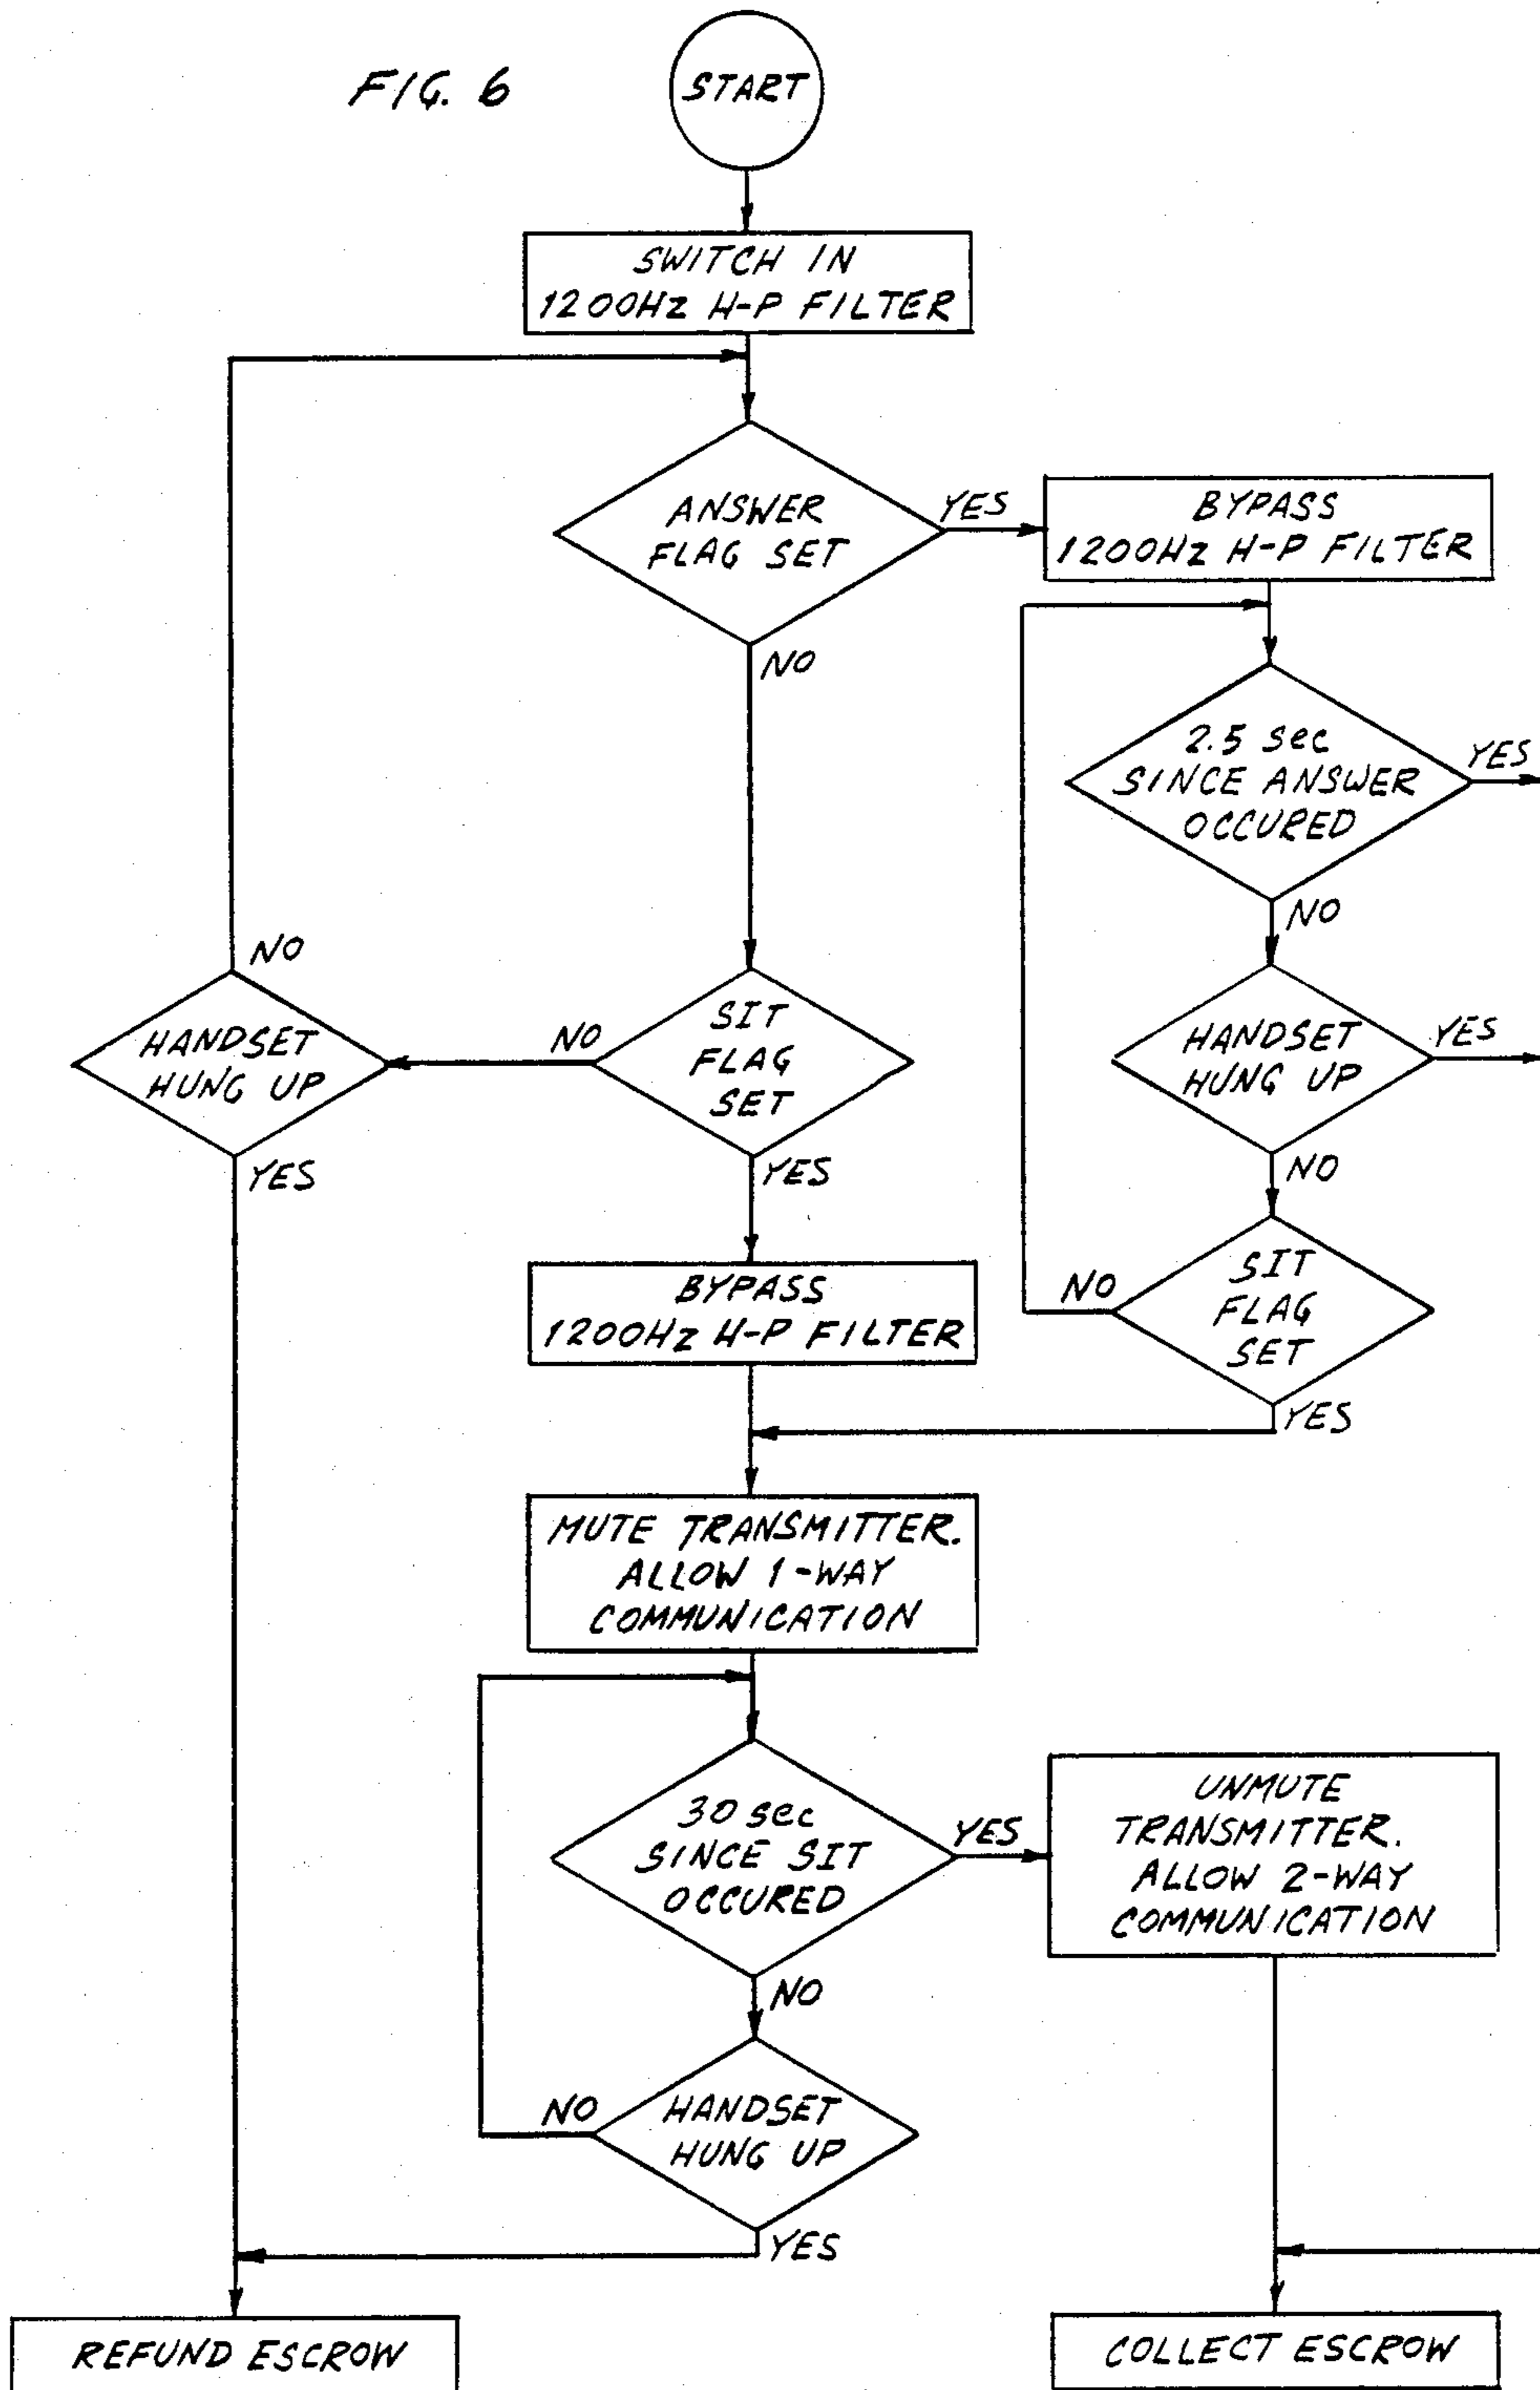 FIG. 6
START
SWITCH IN
1200Hz H-P FILTER
ANSWER
FLAG SET
YES
NO
BYPASS
1200Hz H-P FILTER
2.5 sec
SINCE ANSWER
OCCURED
YES
NO
HANDSET
HUNG UP
YES
NO
SIT
FLAG
SET
NO
YES
SIT
FLAG
SET
NO
YES
HANDSET
HUNG UP
NO
YES
BYPASS
1200Hz H-P FILTER
MUTE TRANSMITTER.
ALLOW 1-WAY
COMMUNICATION
30 sec
SINCE SIT
OCCURED
YES
NO
UNMUTE
TRANSMITTER.
ALLOW 2-WAY
COMMUNICATION
HANDSET
HUNG UP
NO
YES
REFUND ESCROW
COLLECT ESCROW